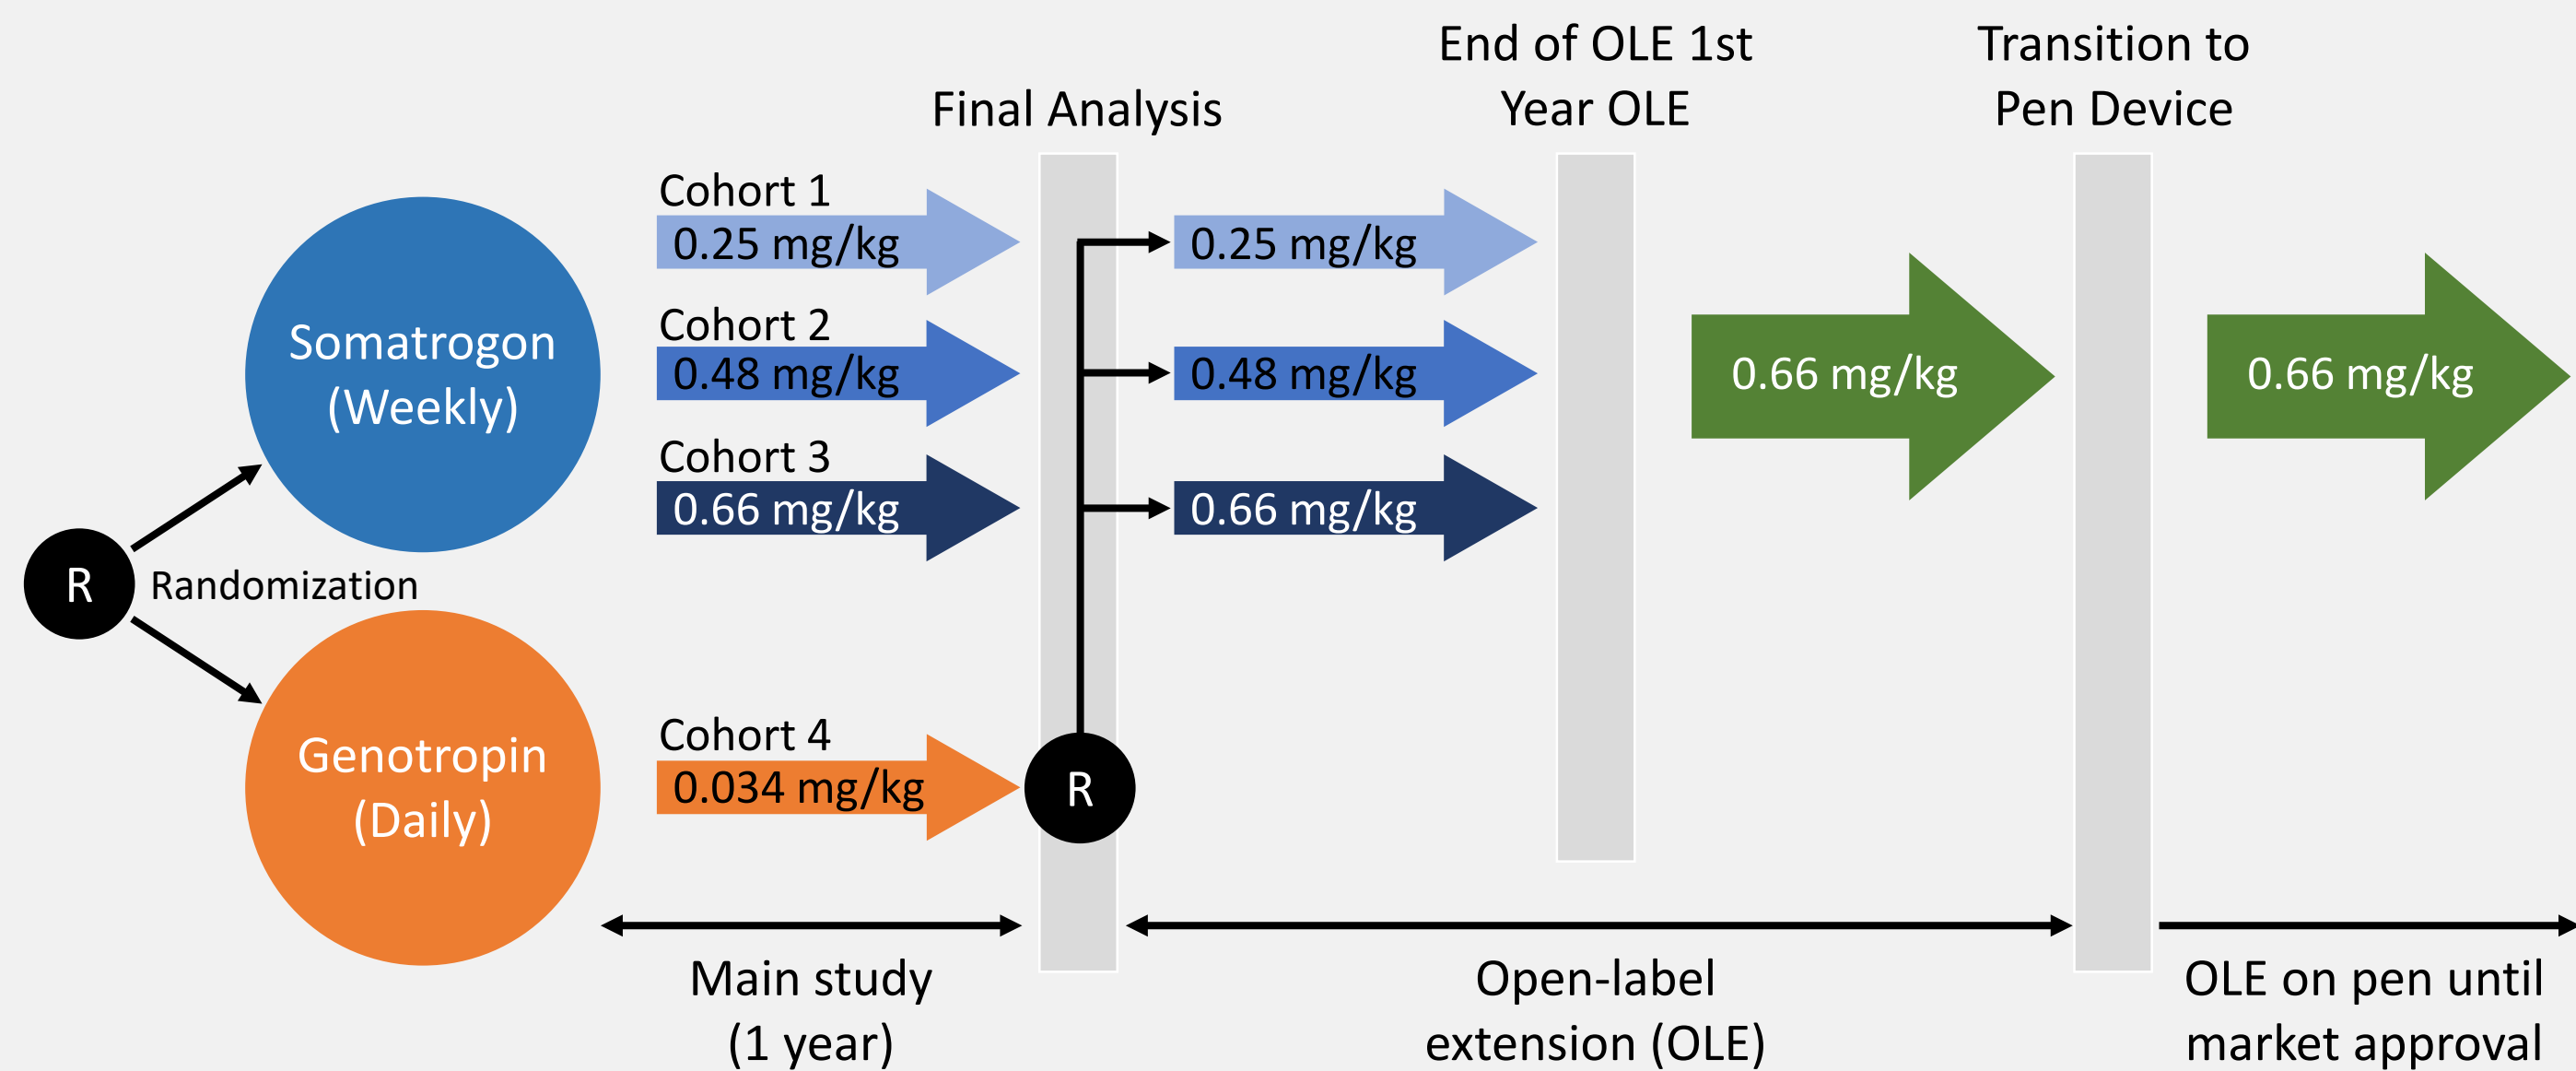 End of OLE 1st
Year OLE
Transition to
Pen Device
Final Analysis
Somatrogon
(Weekly)
Cohort 1
0.25 mg/kg
0.25 mg/kg
Cohort 2
0.48 mg/kg
0.48 mg/kg
0.66 mg/kg
0.66 mg/kg
Cohort 3
0.66 mg/kg
0.66 mg/kg
R
Randomization
Genotropin
(Daily)
Cohort 4
0.034 mg/kg
R
Main study
(1 year)
Open-label
extension (OLE)
OLE on pen until
market approval